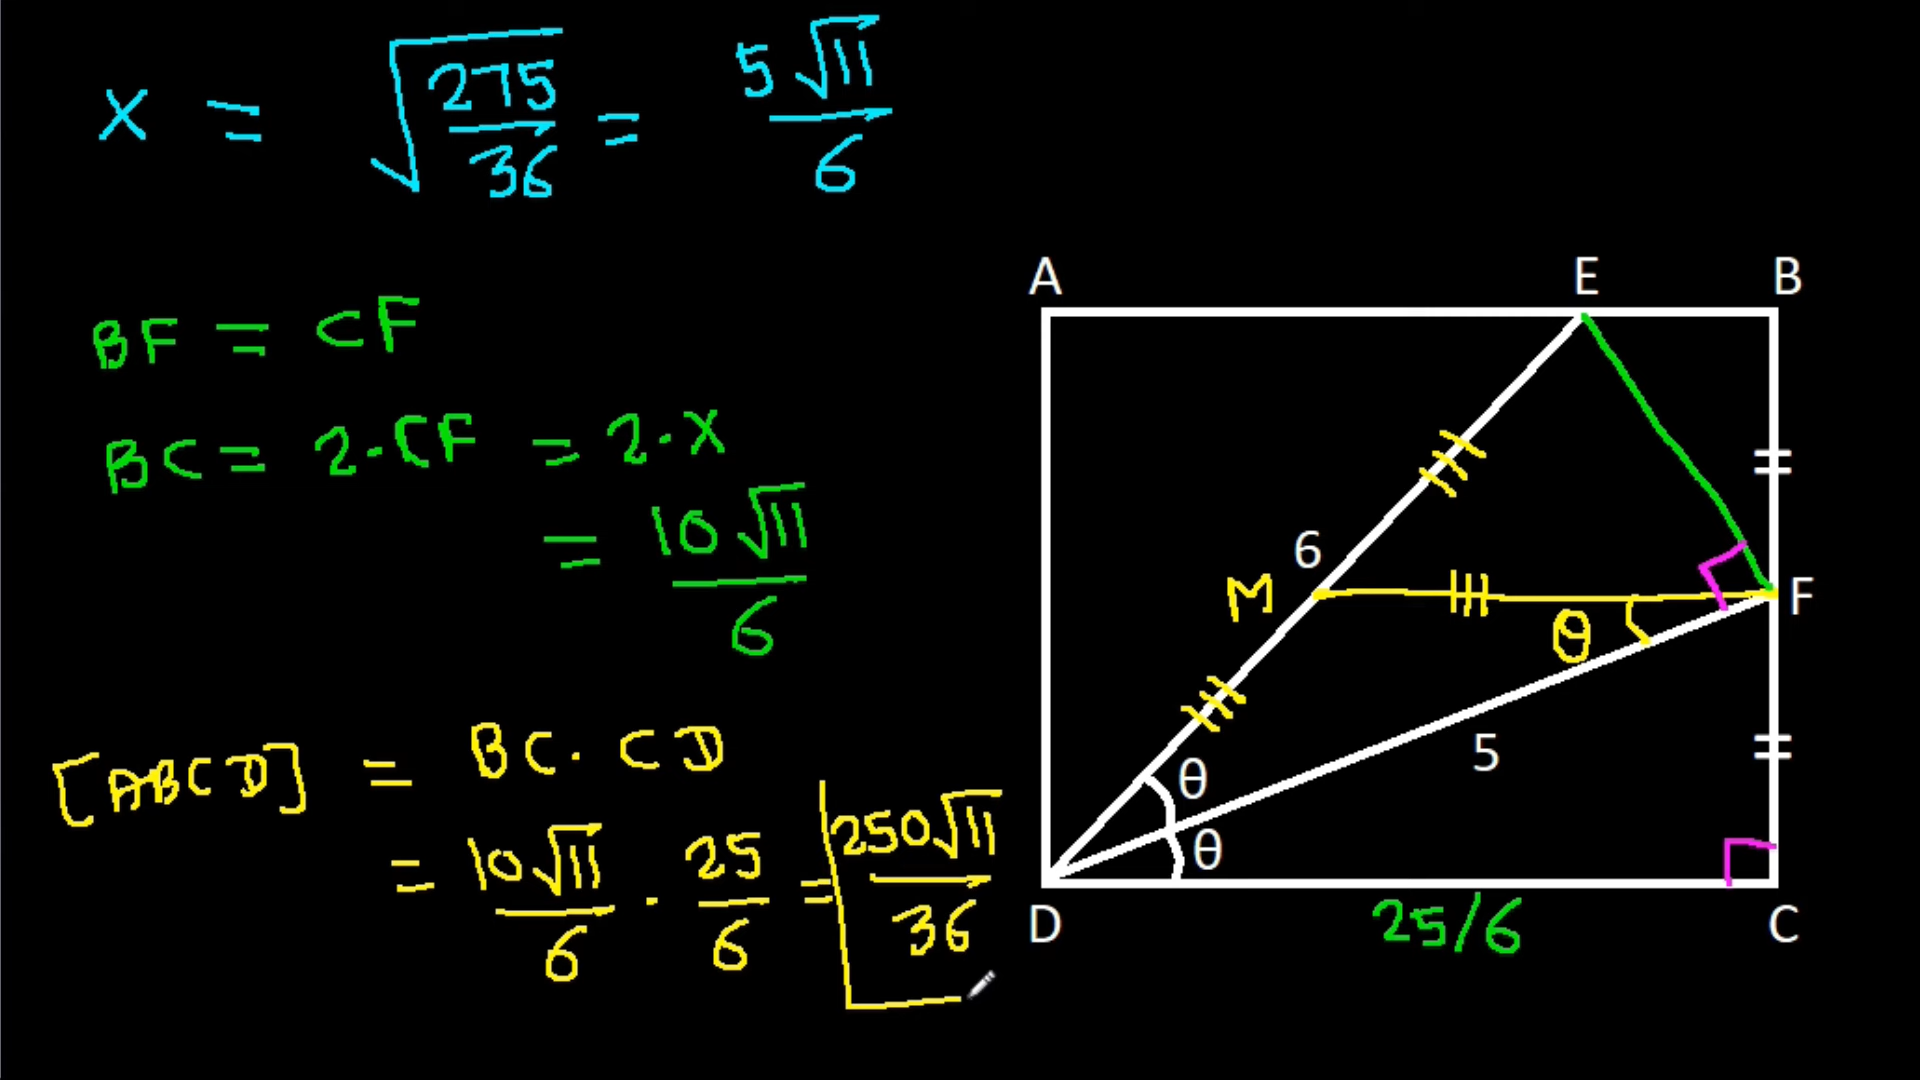 x = √275/36 = 5√11/6
BF = CF
BC = 2·CF = 2·x
= 10√11/6
[ABCD] = BC·CD
= 10√11/6 · 25/6 = 250√11/36
A E B
6
M F
θ
5
θ
θ
D C
25/6